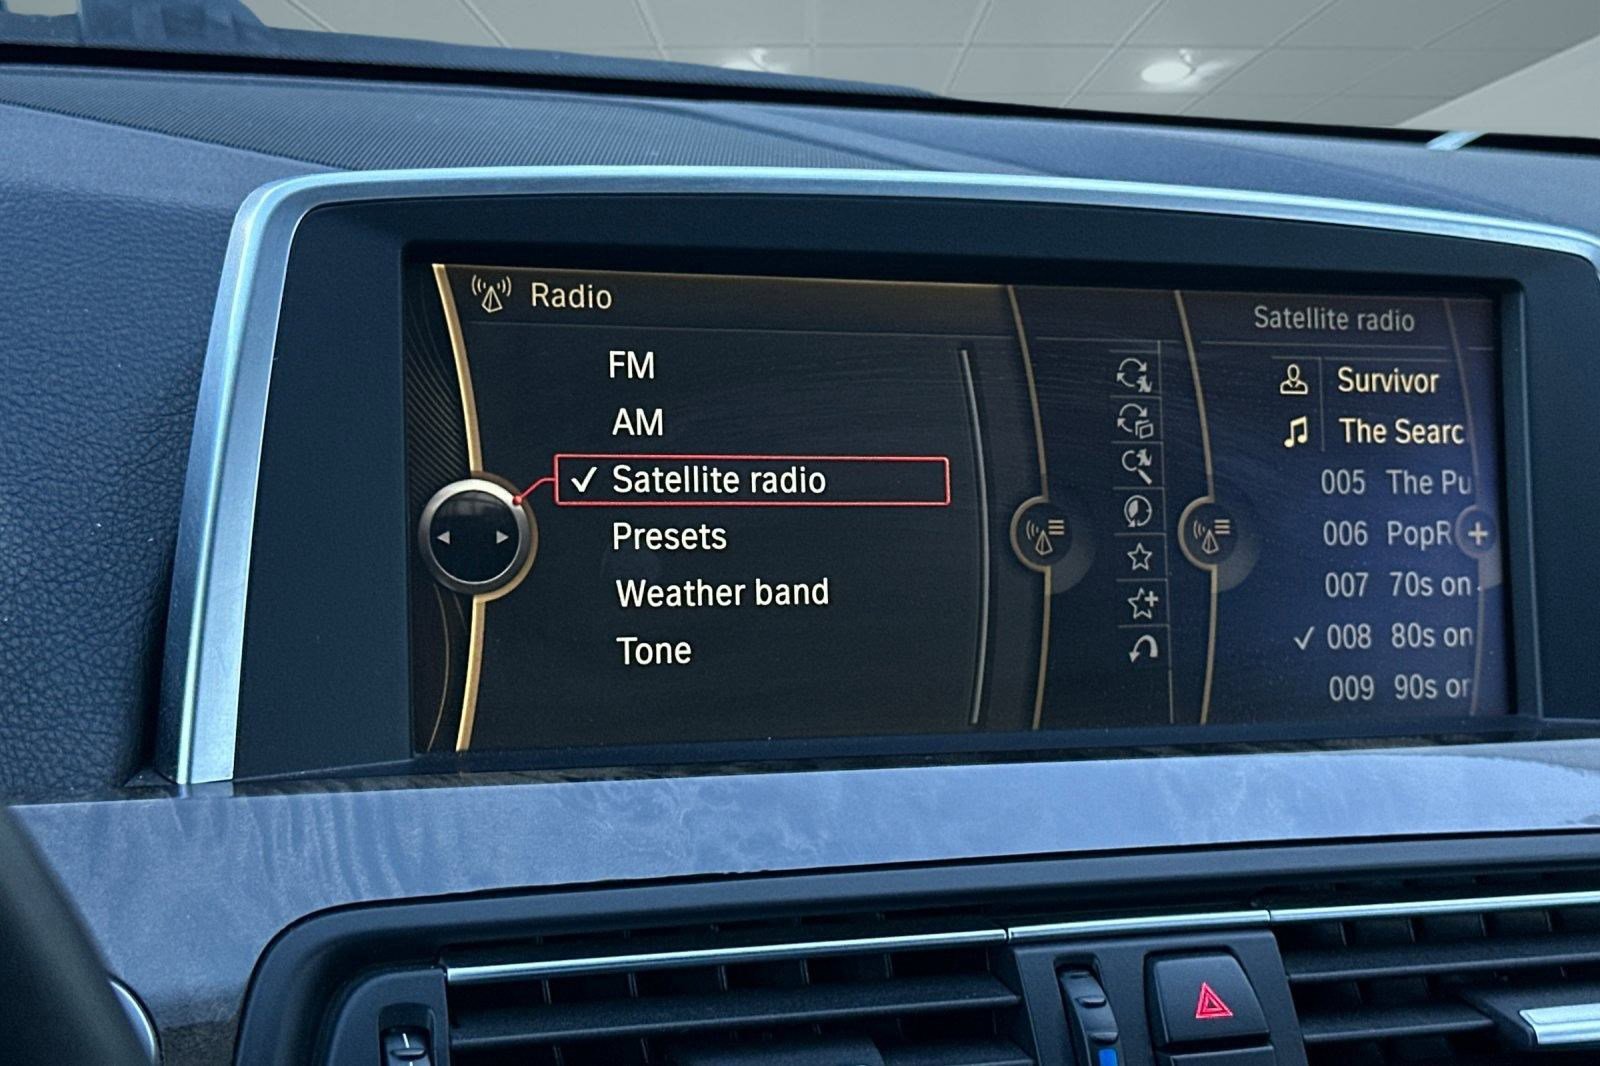 Radio
FM
AM
✓ Satellite radio
Presets
Weather band
Tone
Satellite radio
Survivor
The Searc
005 The Pu
006 PopR
007 70s on
✓ 008 80s on
009 90s or